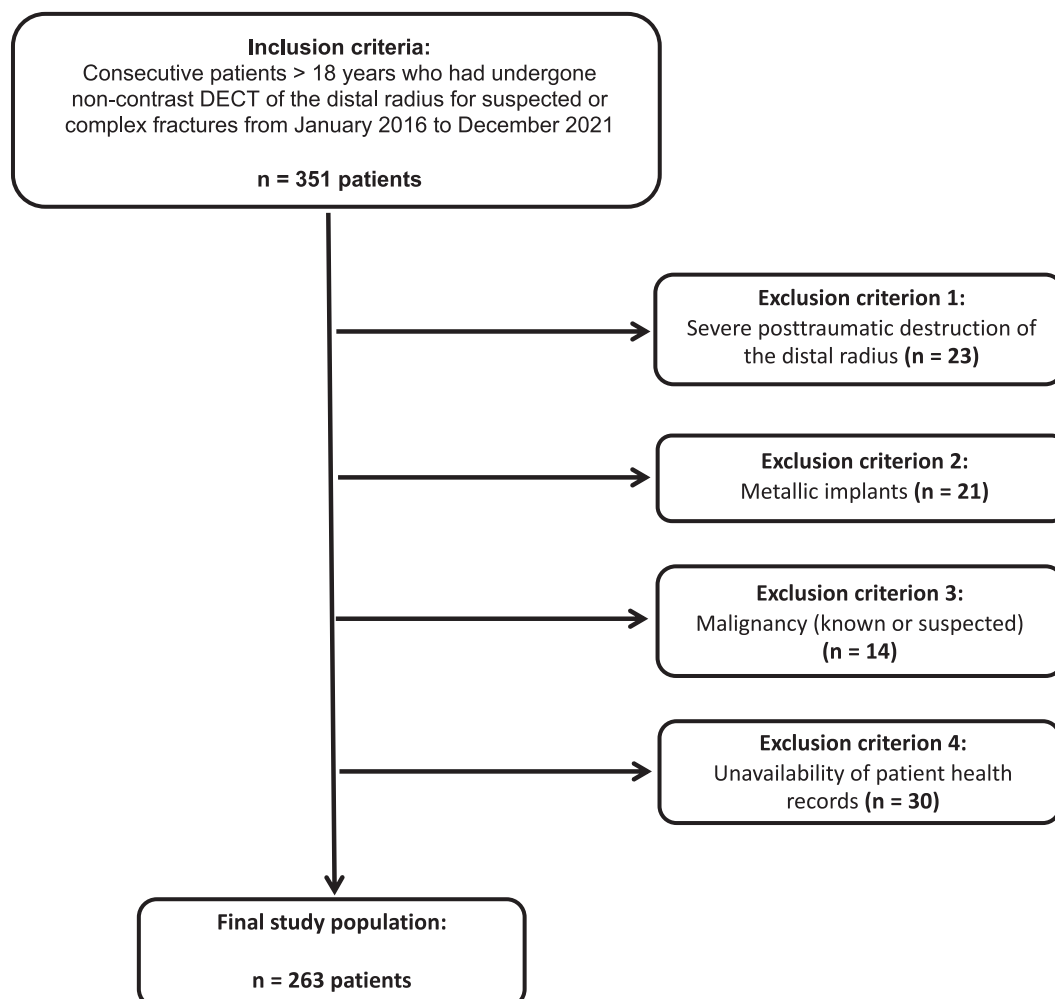 Inclusion criteria:
Consecutive patients > 18 years who had undergone
non-contrast DECT of the distal radius for suspected or
complex fractures from January 2016 to December 2021
n = 351 patients
Exclusion criterion 1:
Severe posttraumatic destruction of
the distal radius (n = 23)
Exclusion criterion 2:
Metallic implants (n = 21)
Exclusion criterion 3:
Malignancy (known or suspected)
(n = 14)
Exclusion criterion 4:
Unavailability of patient health
records (n = 30)
Final study population:
n = 263 patients